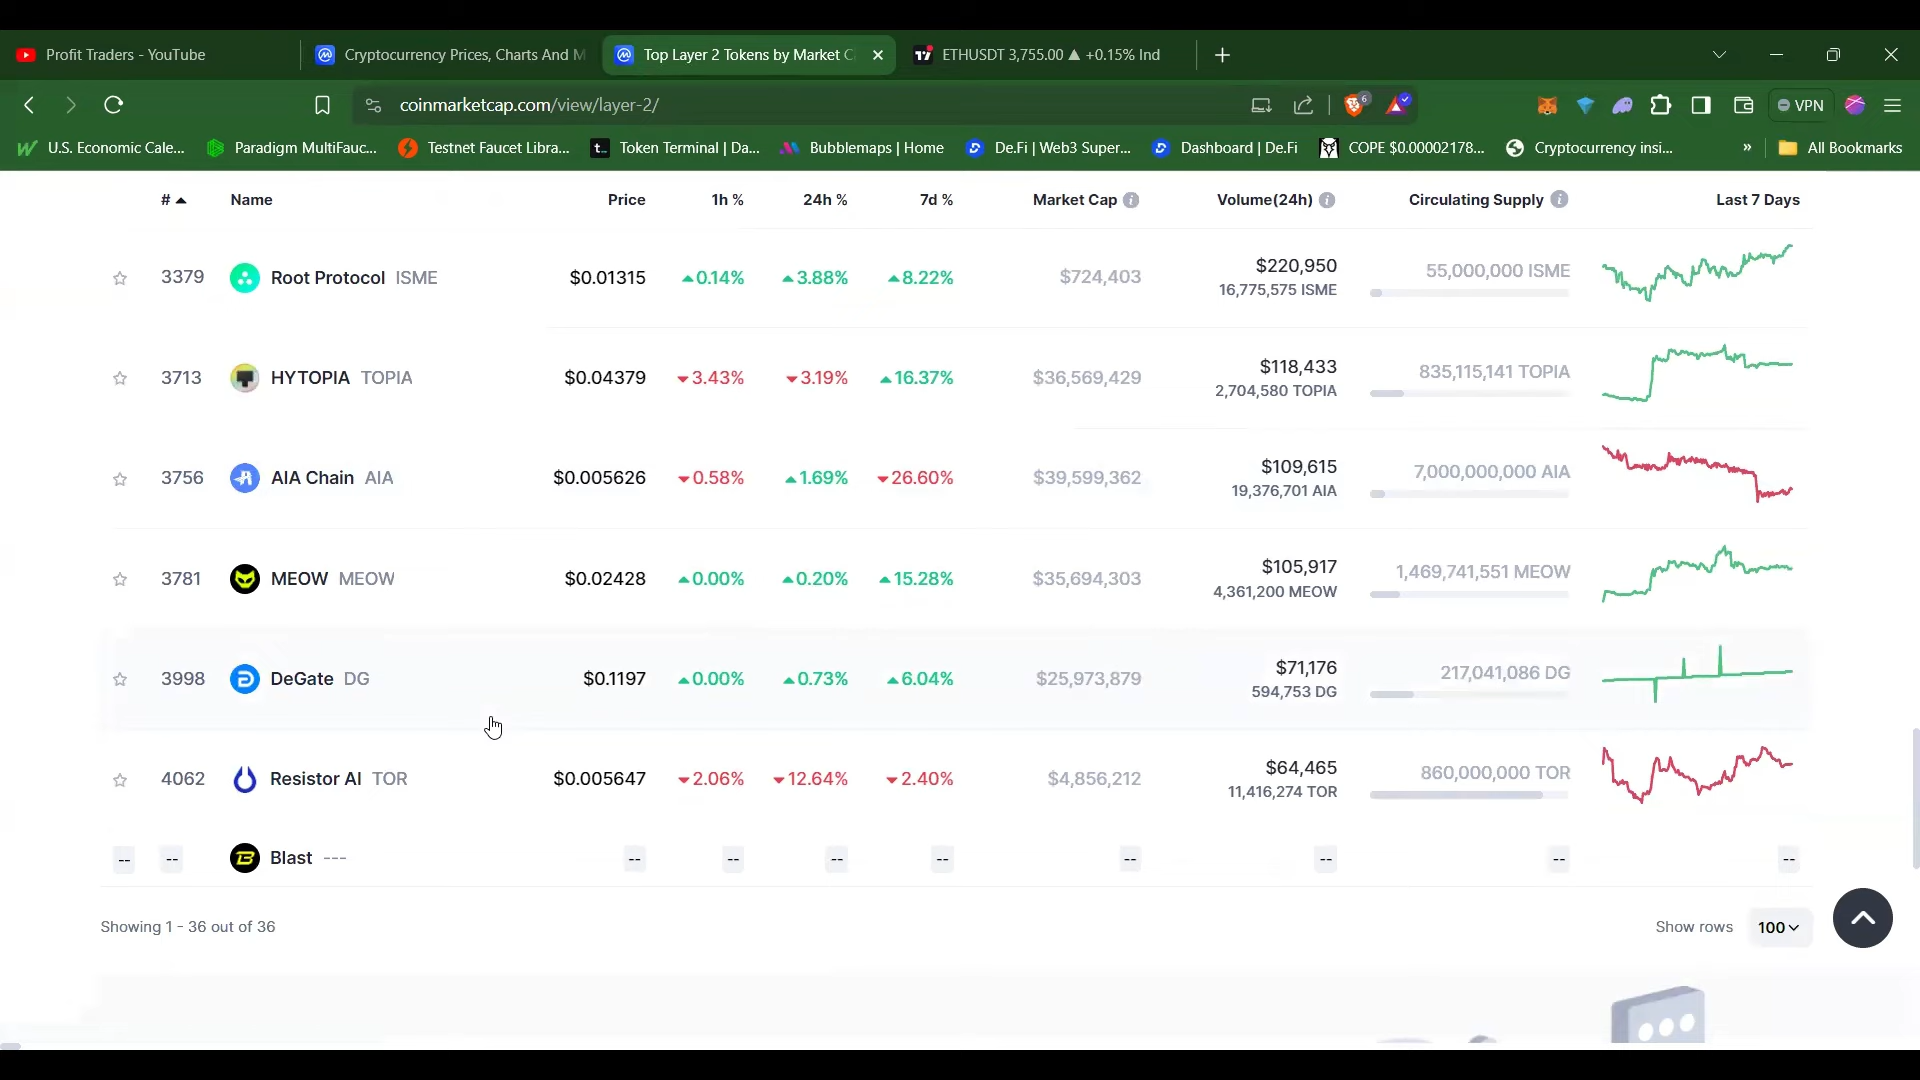 Profit Traders - YouTube
Cryptocurrency Prices, Charts And M
Top Layer 2 Tokens by Market C
ETHUSDT 3,755.00 ▲ +0.15% Ind
coinmarketcap.com/view/layer-2/
6
VPN
U.S. Economic Cale...
Paradigm MultiFauc...
Testnet Faucet Libra...
Token Terminal | Da...
Bubblemaps | Home
De.Fi | Web3 Super...
Dashboard | De.Fi
COPE $0.00002178...
Cryptocurrency insi...
»
All Bookmarks
# Name Price 1h % 24h % 7d % Market Cap Volume(24h) Circulating Supply Last 7 Days
3379 Root Protocol ISME $0.01315 ▲0.14% ▲3.88% ▲8.22% $724,403 $220,950 55,000,000 ISME
16,775,575 ISME
3713 HYTOPIA TOPIA $0.04379 ▼3.43% ▼3.19% ▲16.37% $36,569,429 $118,433 835,115,141 TOPIA
2,704,580 TOPIA
3756 AIA Chain AIA $0.005626 ▼0.58% ▲1.69% ▼26.60% $39,599,362 $109,615 7,000,000,000 AIA
19,376,701 AIA
3781 MEOW MEOW $0.02428 ▲0.00% ▲0.20% ▲15.28% $35,694,303 $105,917 1,469,741,551 MEOW
4,361,200 MEOW
3998 DeGate DG $0.1197 ▲0.00% ▲0.73% ▲6.04% $25,973,879 $71,176 217,041,086 DG
594,753 DG
4062 Resistor AI TOR $0.005647 ▼2.06% ▼12.64% ▼2.40% $4,856,212 $64,465 860,000,000 TOR
11,416,274 TOR
-- -- Blast --- -- -- -- -- -- -- -- --
Showing 1 - 36 out of 36
Show rows 100